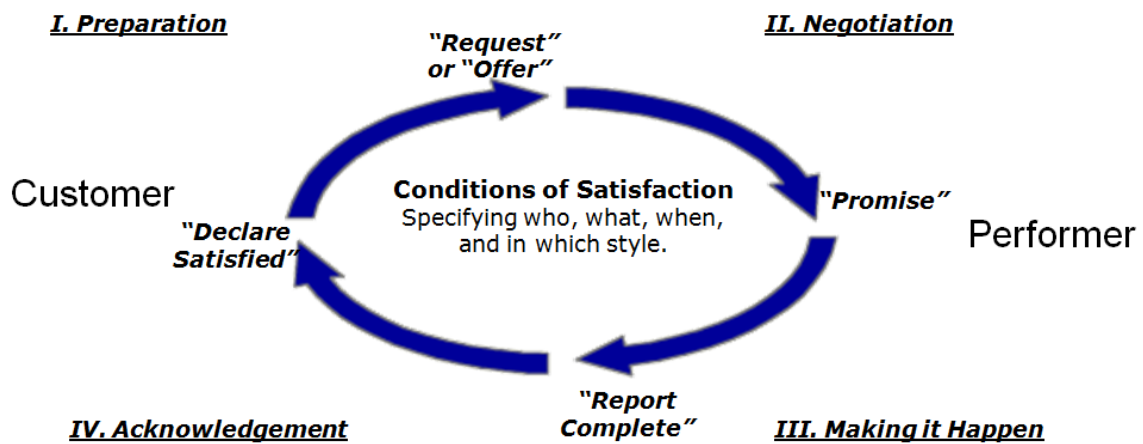 I. Preparation
II. Negotiation
“Request”
or “Offer”
Customer
Conditions of Satisfaction
Specifying who, what, when,
and in which style.
“Promise”
Performer
“Declare
Satisfied”
“Report
Complete”
IV. Acknowledgement
III. Making it Happen